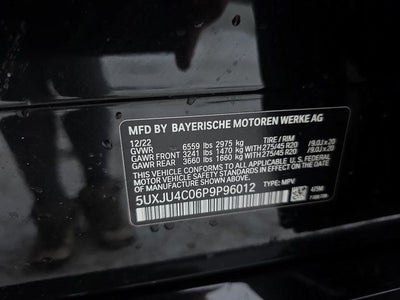 MFD BY BAYERISCHE MOTOREN WERKE AG
12/22 TIRE / RIM
GVWR 6559 lbs 2975 kg
GAWR FRONT 3241 lbs 1470 kg WITH 275/45 R20 /9.0J x 20
GAWR REAR 3660 lbs 1660 kg WITH 275/45 R20 /9.0J x 20
THIS VEHICLE CONFORMS TO ALL APPLICABLE
FEDERAL MOTOR VEHICLE SAFETY
STANDARDS IN EFFECT ON THE DATE OF
MANUFACTURE SHOWN ABOVE.
5UXJU4C06P9P96012 TYPE: MPV